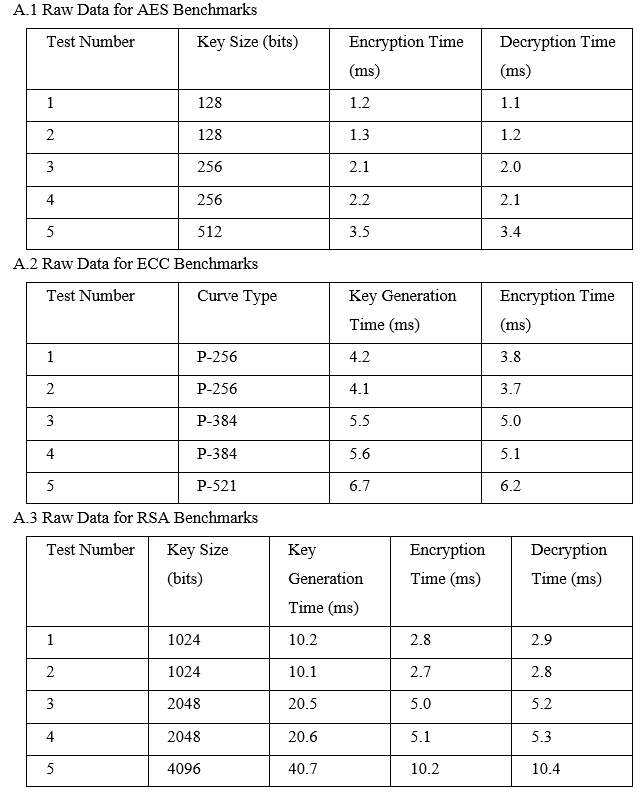 A.1 Raw Data for AES Benchmarks
Test Number Key Size (bits) Encryption Time (ms) Decryption Time (ms)
1 128 1.2 1.1
2 128 1.3 1.2
3 256 2.1 2.0
4 256 2.2 2.1
5 512 3.5 3.4
A.2 Raw Data for ECC Benchmarks
Test Number Curve Type Key Generation Time (ms) Encryption Time (ms)
1 P-256 4.2 3.8
2 P-256 4.1 3.7
3 P-384 5.5 5.0
4 P-384 5.6 5.1
5 P-521 6.7 6.2
A.3 Raw Data for RSA Benchmarks
Test Number Key Size (bits) Key Generation Time (ms) Encryption Time (ms) Decryption Time (ms)
1 1024 10.2 2.8 2.9
2 1024 10.1 2.7 2.8
3 2048 20.5 5.0 5.2
4 2048 20.6 5.1 5.3
5 4096 40.7 10.2 10.4